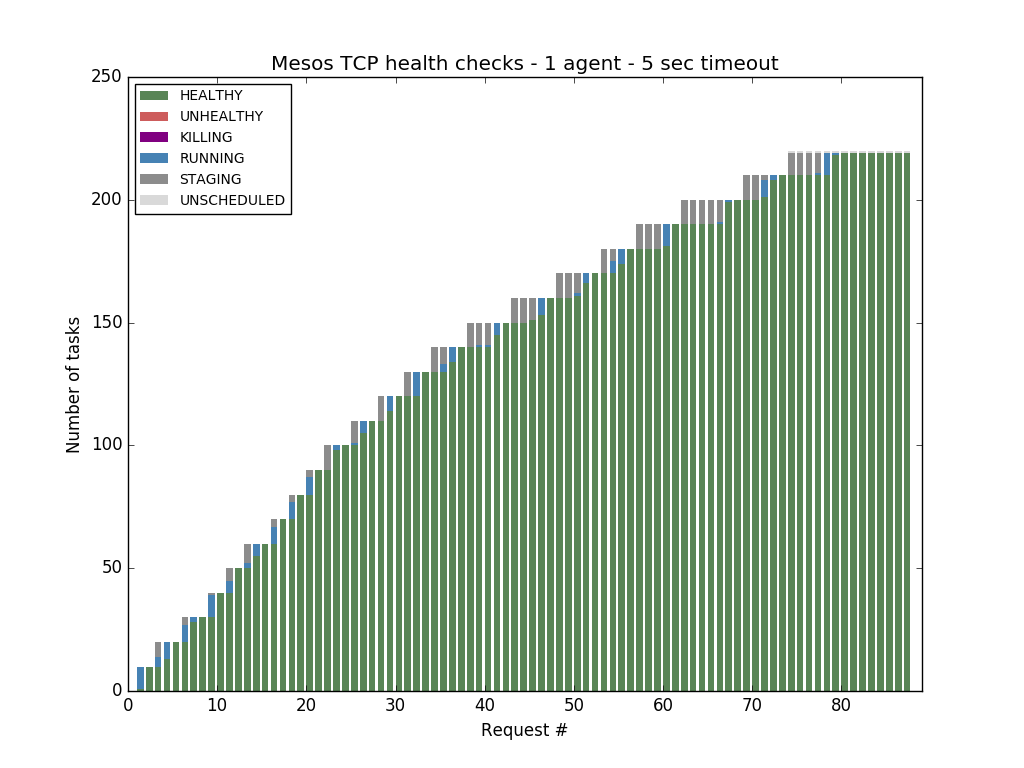 Mesos TCP health checks - 1 agent - 5 sec timeout
250
200
150
100
50
0
HEALTHY
UNHEALTHY
KILLING
RUNNING
STAGING
UNSCHEDULED
Number of tasks
0 10 20 30 40 50 60 70 80
Request #